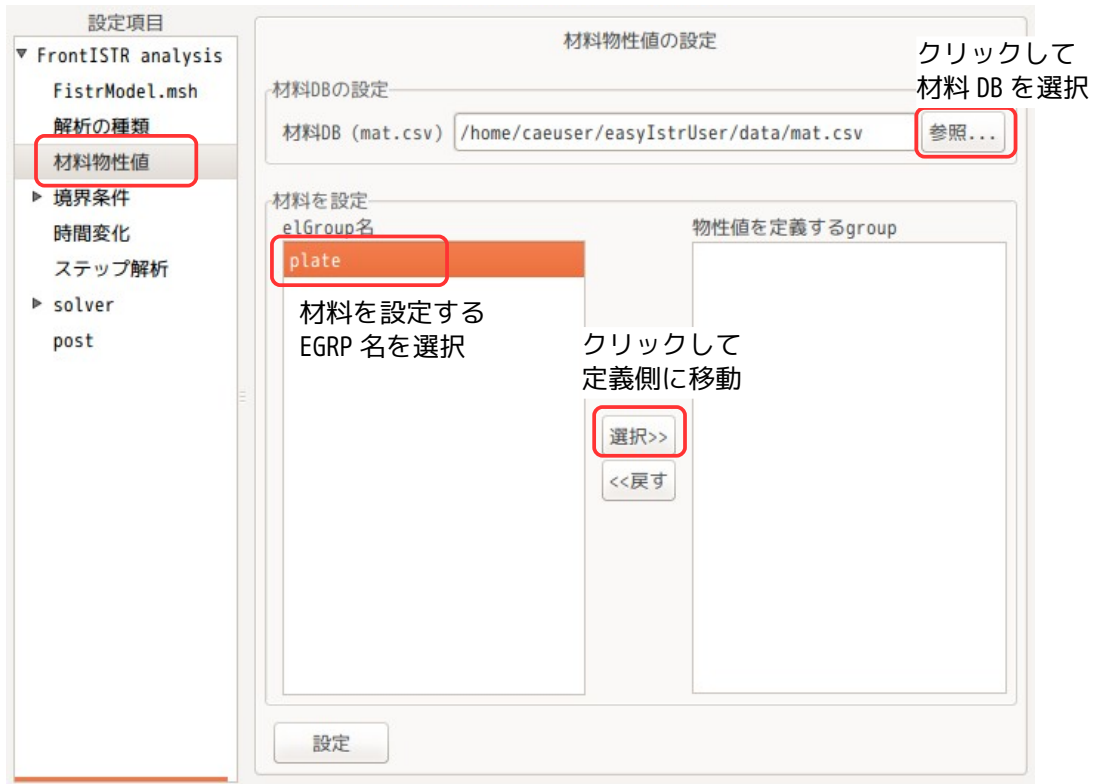 設定項目
FrontISTR analysis
FistrModel.msh
解析の種類
材料物性値
境界条件
時間変化
ステップ解析
solver
post
材料物性値の設定
クリックして
材料 DB を選択
材料DBの設定
材料DB (mat.csv) /home/caeuser/easyIstrUser/data/mat.csv 参照...
材料を設定
elGroup名
物性値を定義するgroup
plate
材料を設定する
EGRP 名を選択
クリックして
定義側に移動
選択>>
<<戻す
設定